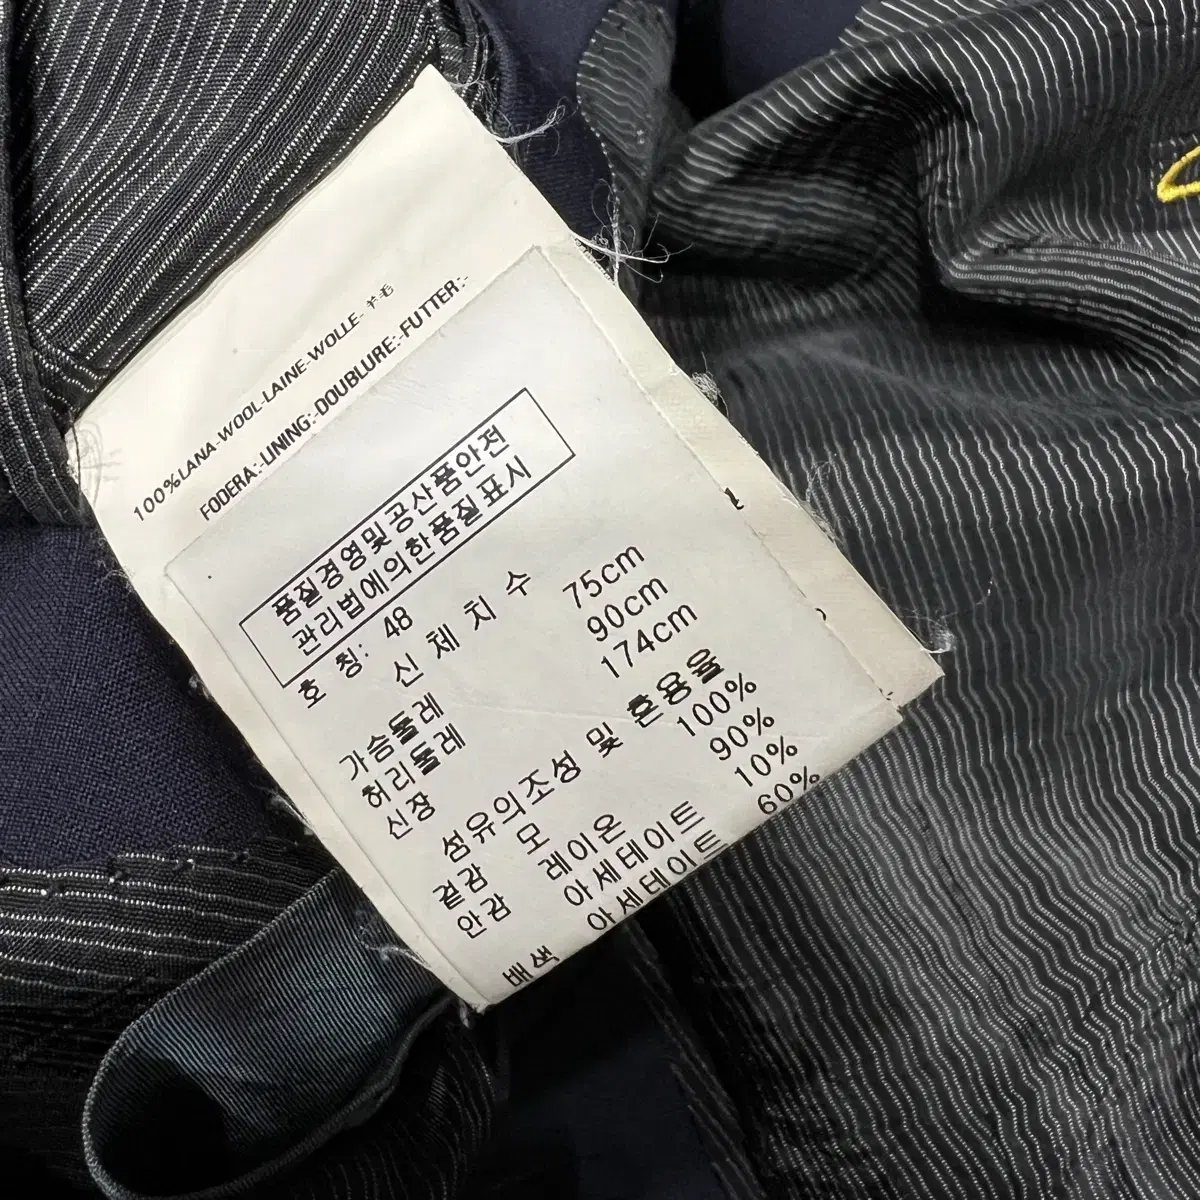 100%LANA-WOOL-LAINE-WOLLE- 羊毛
FODERA:-LINING:-DOUBLURE:-FUTTER:-
품질경영및공산품안전
관리법에의한품질표시
호 칭: 48
신 체 치 수
가슴둘레 75cm
허리둘레 90cm
신장 174cm
섬유의조성 및 혼용율
겉감 모 100%
안감 레이온 90%
아세테이트 10%
배색 아세테이트 60%